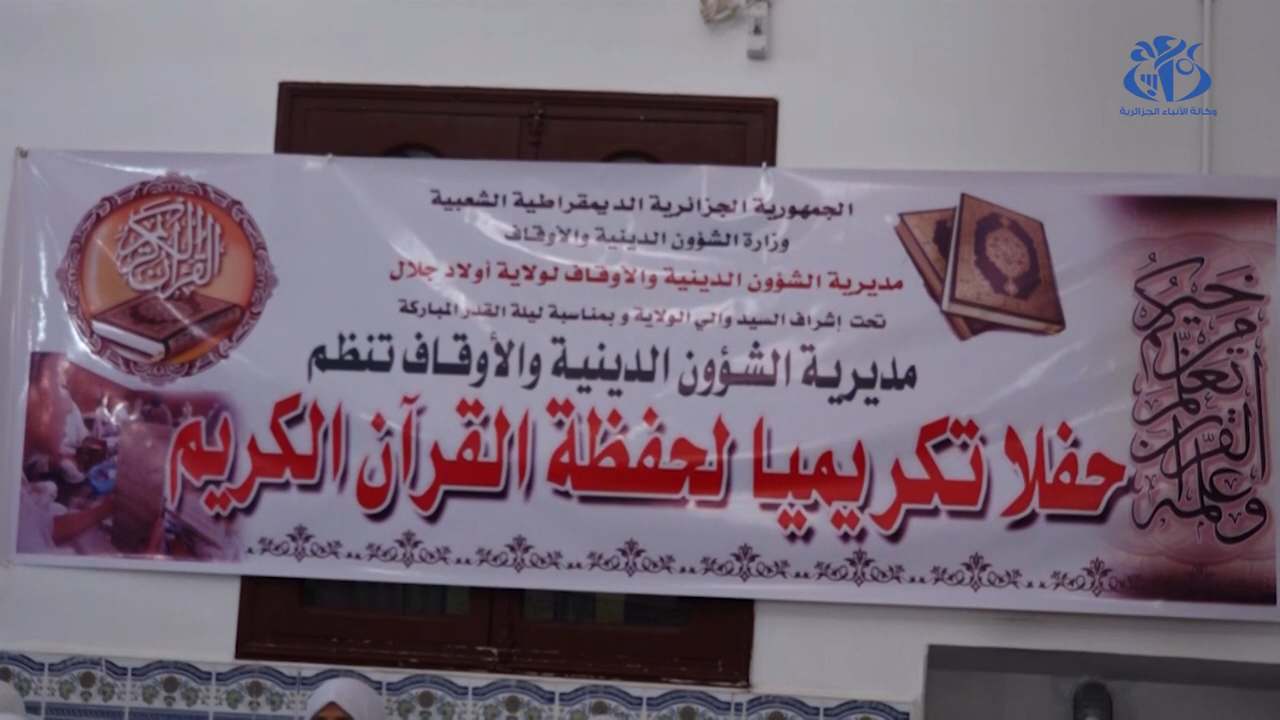 وكالة الأنباء الجزائرية
الجمهورية الجزائرية الديمقراطية الشعبية
وزارة الشؤون الدينية والأوقاف
مديرية الشؤون الدينية والأوقاف لولاية أولاد جلال
تحت إشراف السيد والي الولاية و بمناسبة ليلة القدر المباركة
مديرية الشؤون الدينية والأوقاف تنظم
حفلا تكريميا لحفظة القرآن الكريم
خيركم من تعلم القرآن وعلمه
القرآن الكريم